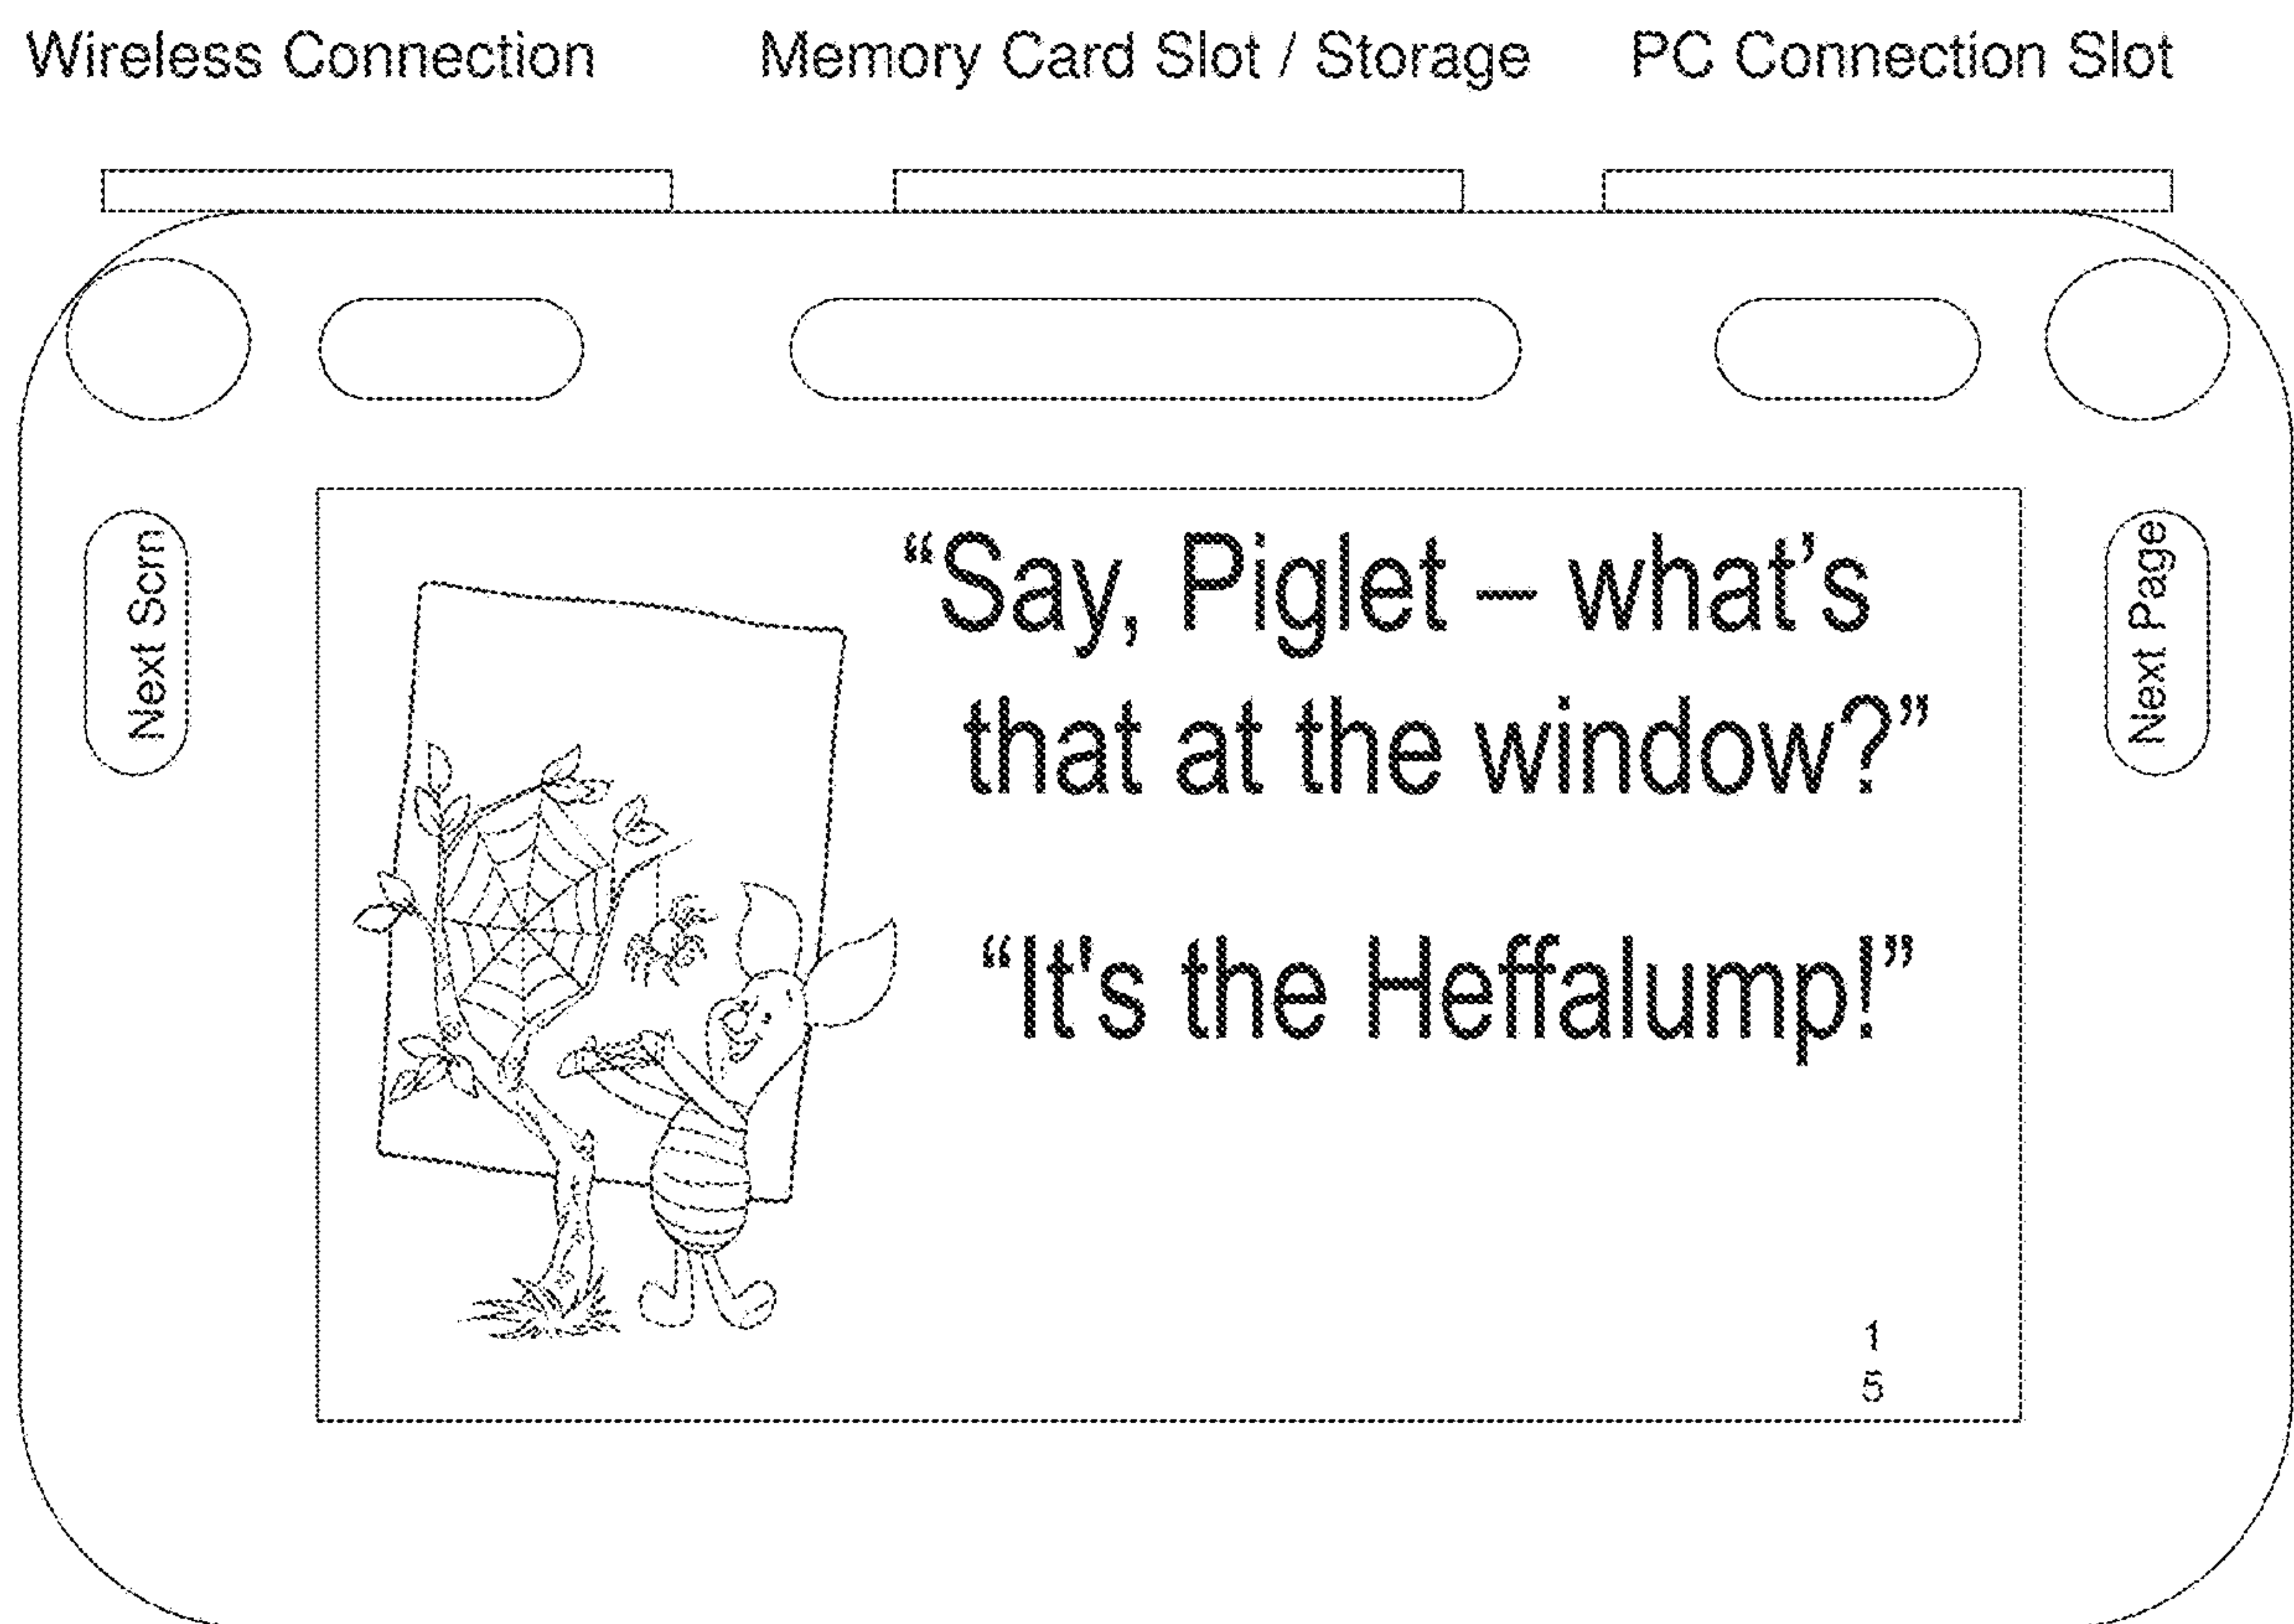 Wireless Connection
Memory Card Slot / Storage
PC Connection Slot
Next Scrn
“Say, Piglet – what’s
that at the window?”
“It's the Heffalump!”
Next Page
1
5